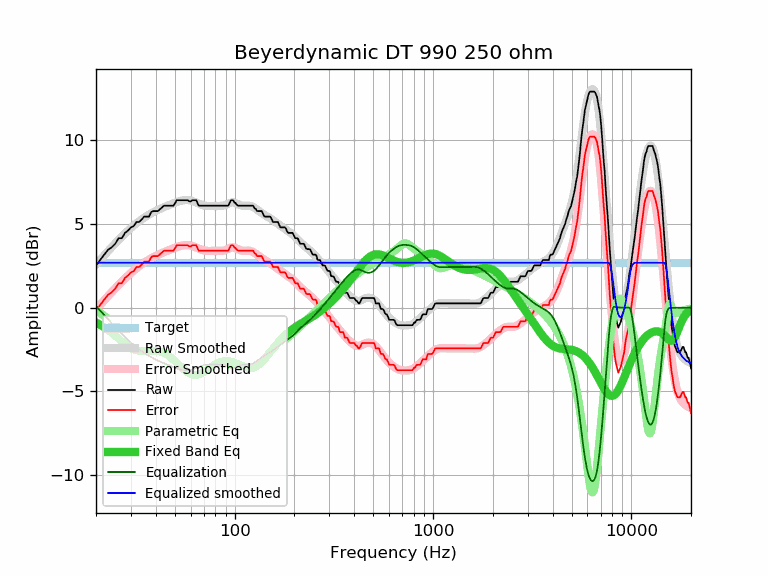 Beyerdynamic DT 990 250 ohm
Amplitude (dBr)
10
5
0
−5
−10
Target
Raw Smoothed
Error Smoothed
Raw
Error
Parametric Eq
Fixed Band Eq
Equalization
Equalized smoothed
100
1000
10000
Frequency (Hz)